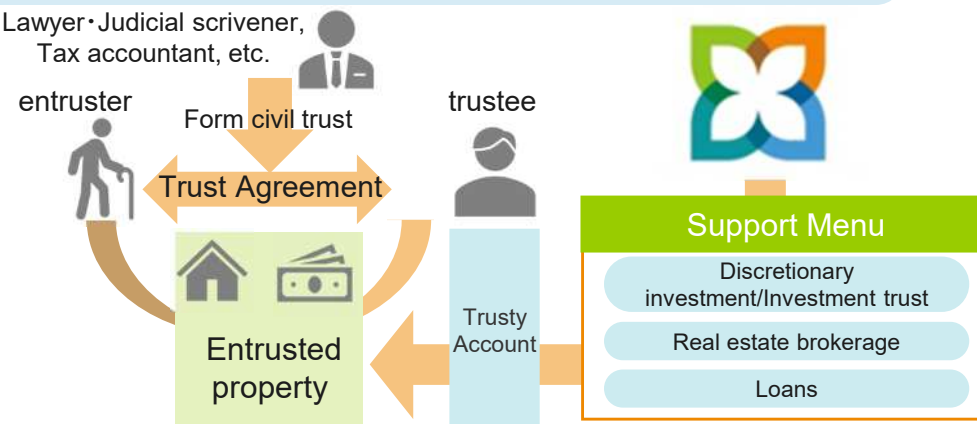 Lawyer･Judicial scrivener,
Tax accountant, etc.
entruster
Form civil trust
trustee
Trust Agreement
Entrusted
property
Trusty
Account
Support Menu
Discretionary
investment/Investment trust
Real estate brokerage
Loans